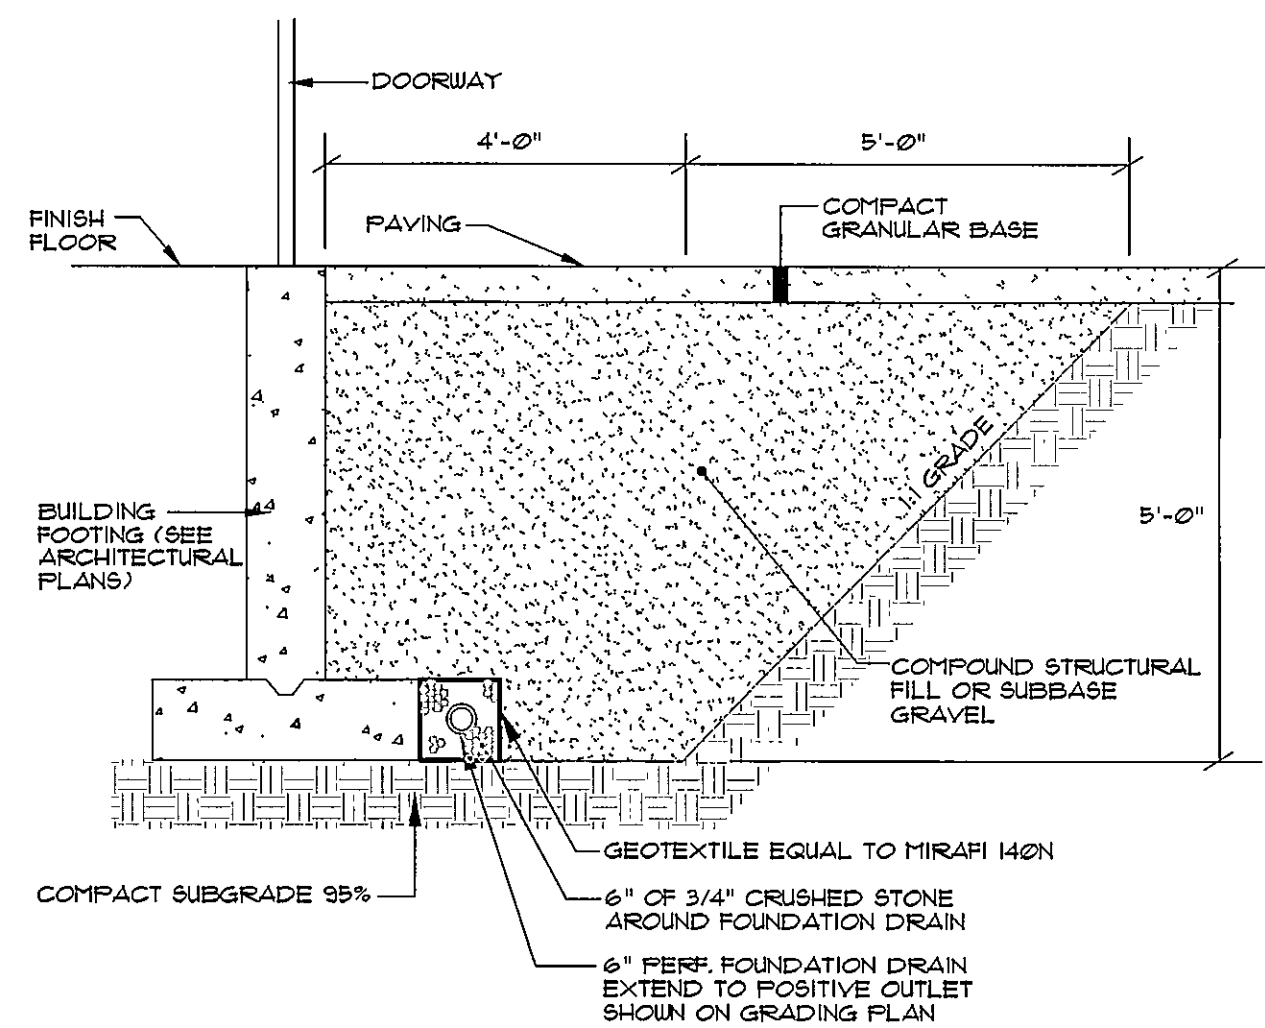 DOORWAY
4'-0"
5'-0"
FINISH
FLOOR
PAVING
COMPACT
GRANULAR BASE
1:1 GRADE
BUILDING
FOOTING (SEE
ARCHITECTURAL
PLANS)
5'-0"
COMPOUND STRUCTURAL
FILL OR SUBBASE
GRAVEL
GEOTEXTILE EQUAL TO MIRAFI 140N
COMPACT SUBGRADE 95%
6" OF 3/4" CRUSHED STONE
AROUND FOUNDATION DRAIN
6" PERF. FOUNDATION DRAIN
EXTEND TO POSITIVE OUTLET
SHOWN ON GRADING PLAN